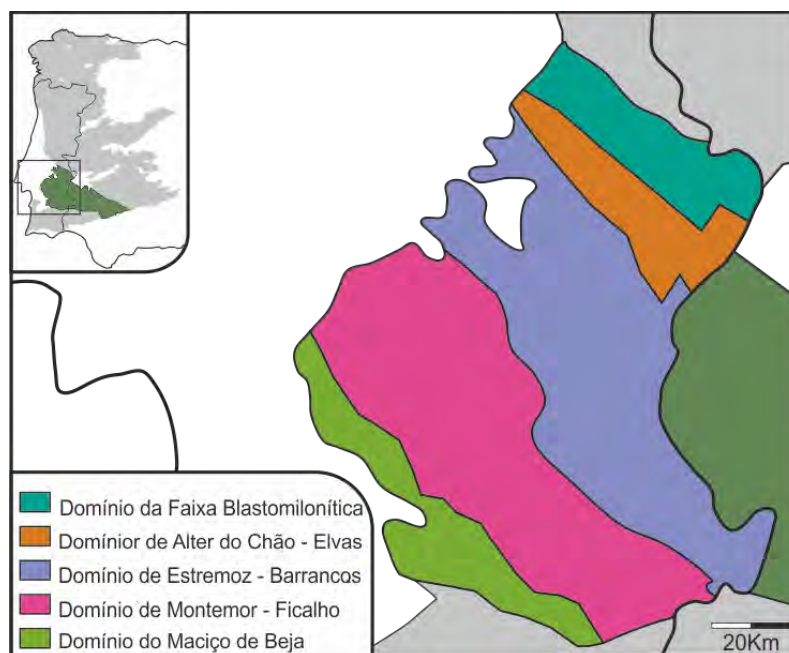 Domínio da Faixa Blastomilonítica
Domínior de Alter do Chão - Elvas
Domínio de Estremoz - Barrancos
Domínio de Montemor - Ficalho
Domínio do Maciço de Beja
20Km